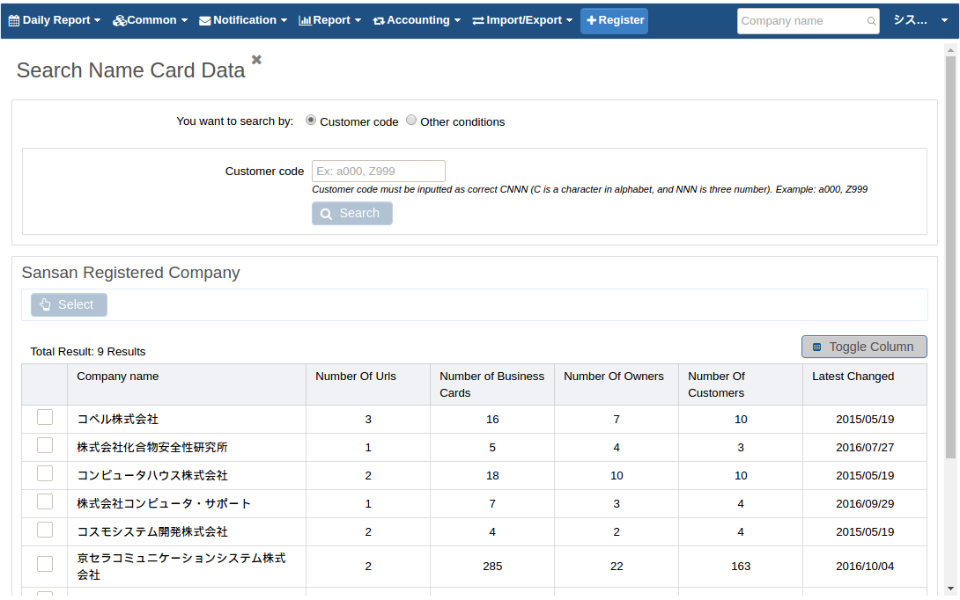 Daily Report Common Notification Report Accounting Import/Export Register Company name シス...
Search Name Card Data
You want to search by: Customer code Other conditions
Customer code Ex: a000, Z999
Customer code must be inputted as correct CNNN (C is a character in alphabet, and NNN is three number). Example: a000, Z999
Search
Sansan Registered Company
Select
Total Result: 9 Results Toggle Column
Company name Number Of Urls Number of Business Number Of Owners Number Of Latest Changed
Cards Customers
コベル株式会社 3 16 7 10 2015/05/19
株式会社化合物安全性研究所 1 5 4 3 2016/07/27
コンピュータハウス株式会社 2 18 10 10 2015/05/19
株式会社コンピュータ・サポート 1 7 3 4 2016/09/29
コスモシステム開発株式会社 2 4 2 4 2015/05/19
京セラコミュニケーションシステム株式 2 285 22 163 2016/10/04
会社